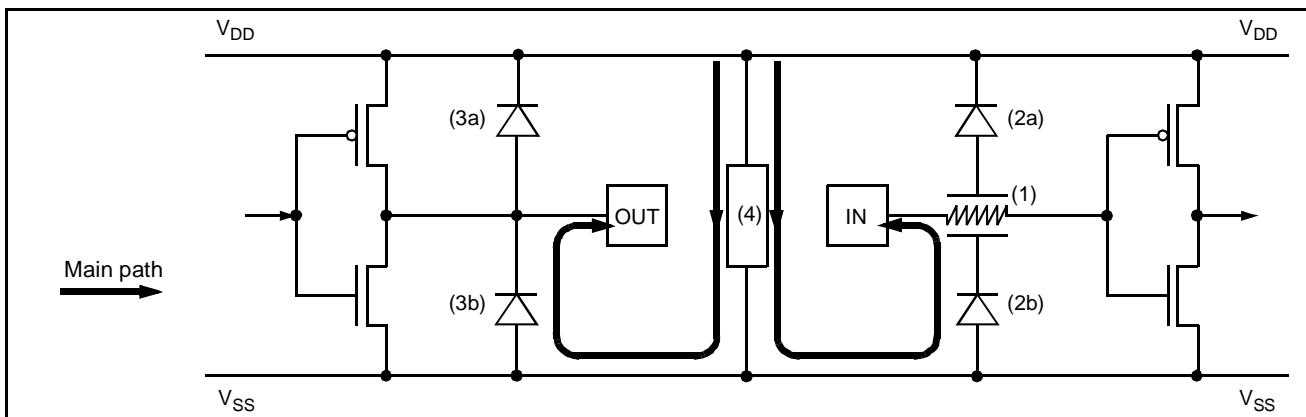 V_DD V_DD
(3a) (2a)
(1)
OUT (4) IN
Main path
(3b) (2b)
V_SS V_SS